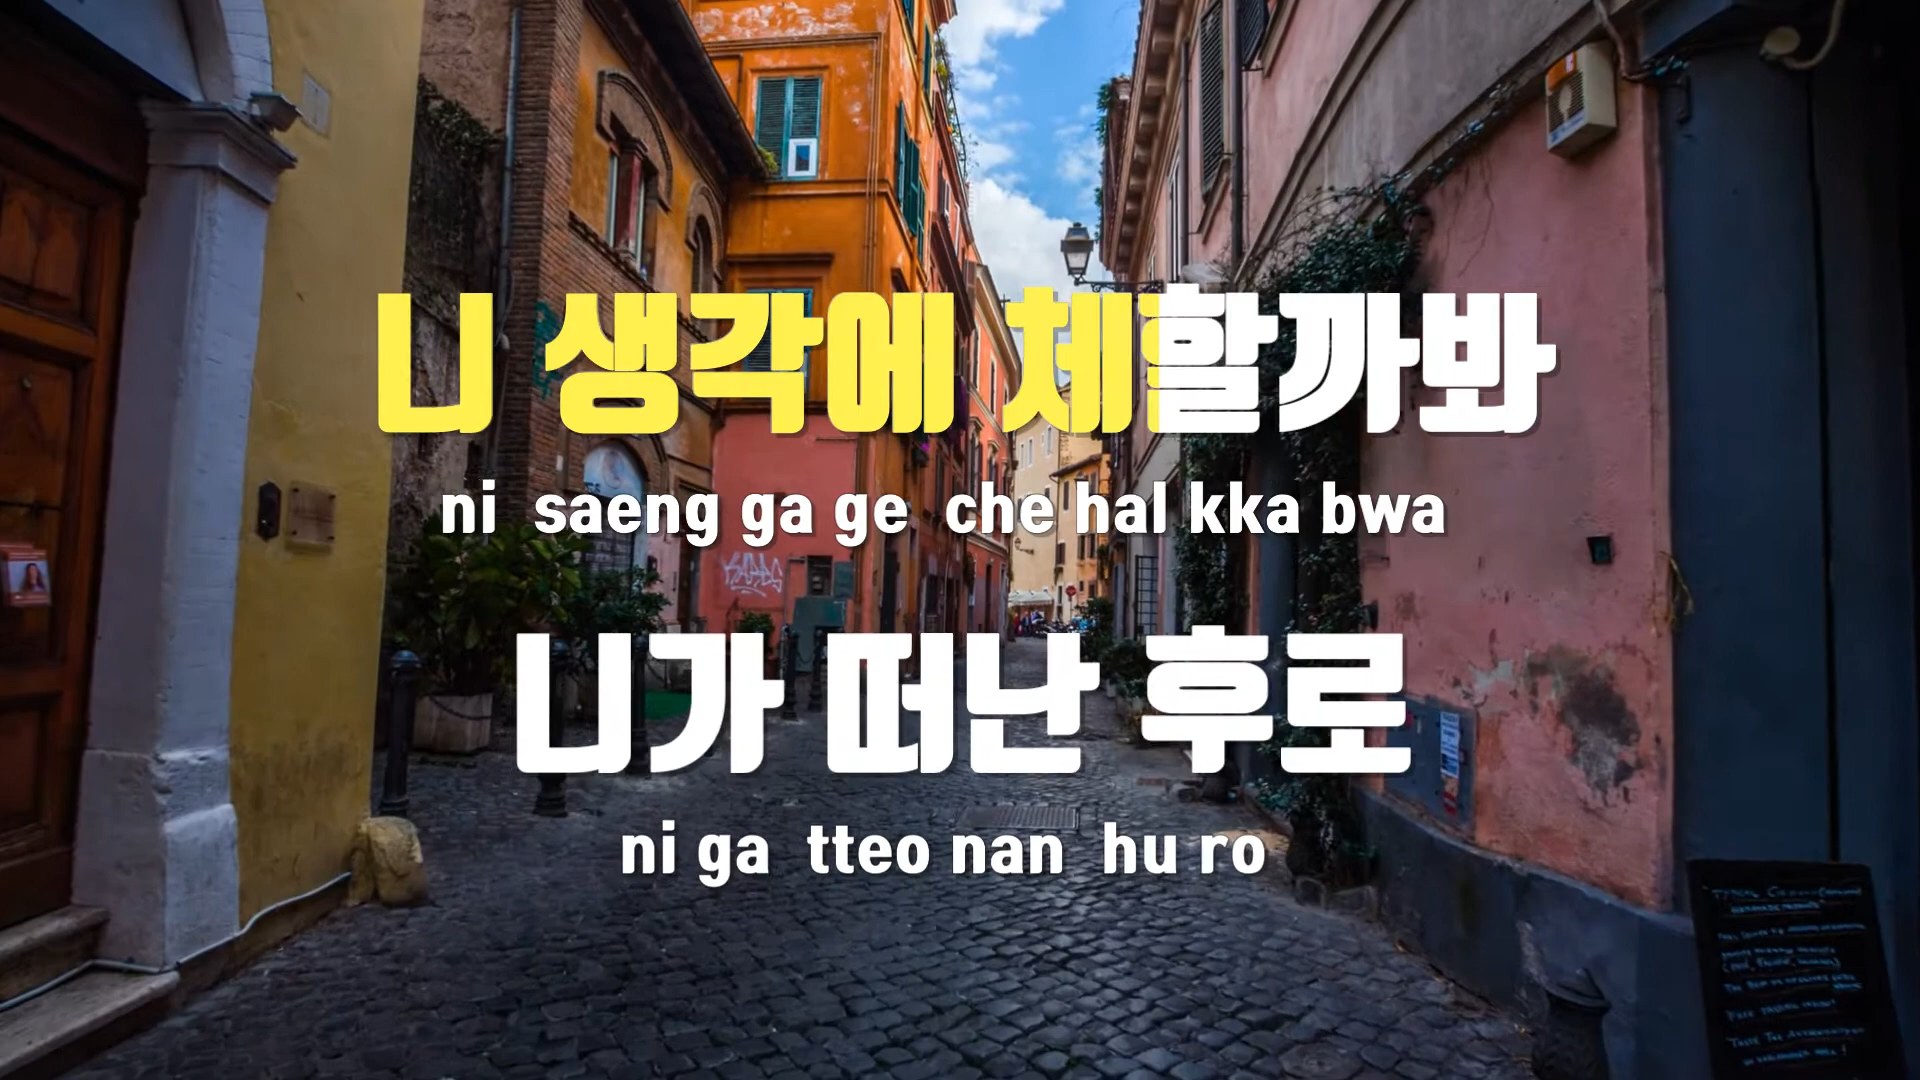 니 생각에 체할까봐
ni saeng ga ge che hal kka bwa
니가 떠난 후로
ni ga tteo nan hu ro